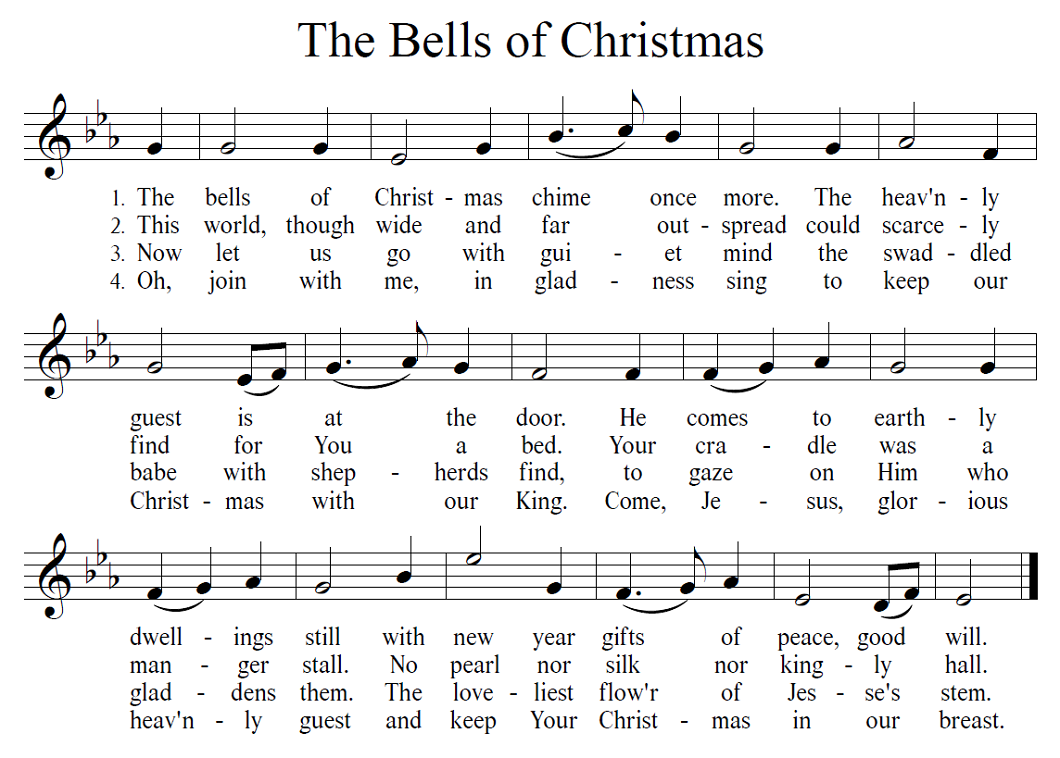 The Bells of Christmas
1. The bells of Christ - mas chime once more. The heav'n - ly
2. This world, though wide and far out - spread could scarce - ly
3. Now let us go with gui - et mind the swad - dled
4. Oh, join with me, in glad - ness sing to keep our
guest is at the door. He comes to earth - ly
find for You a bed. Your cra - dle was a
babe with shep - herds find, to gaze on Him who
Christ - mas with our King. Come, Je - sus, glor - ious
dwell - ings still with new year gifts of peace, good will.
man - ger stall. No pearl nor silk nor king - ly hall.
glad - dens them. The love - liest flow'r of Jes - se's stem.
heav'n - ly guest and keep Your Christ - mas in our breast.